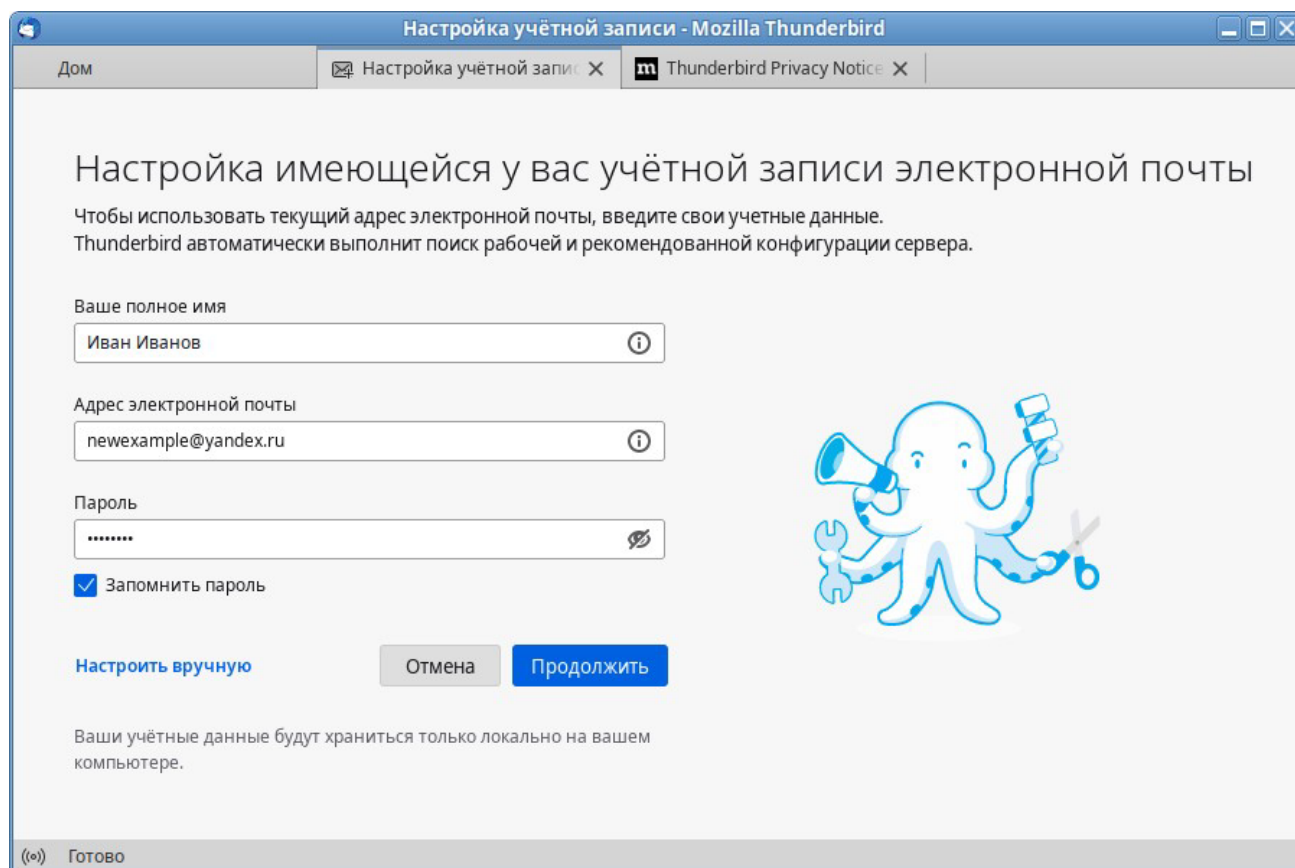 Настройка учётной записи - Mozilla Thunderbird
Дом
Настройка учётной запис
Thunderbird Privacy Notice
Настройка имеющейся у вас учётной записи электронной почты
Чтобы использовать текущий адрес электронной почты, введите свои учетные данные.
Thunderbird автоматически выполнит поиск рабочей и рекомендованной конфигурации сервера.
Ваше полное имя
Иван Иванов
Адрес электронной почты
newexample@yandex.ru
Пароль
••••••••
Запомнить пароль
Настроить вручную
Отмена
Продолжить
Ваши учётные данные будут храниться только локально на вашем
компьютере.
Готово